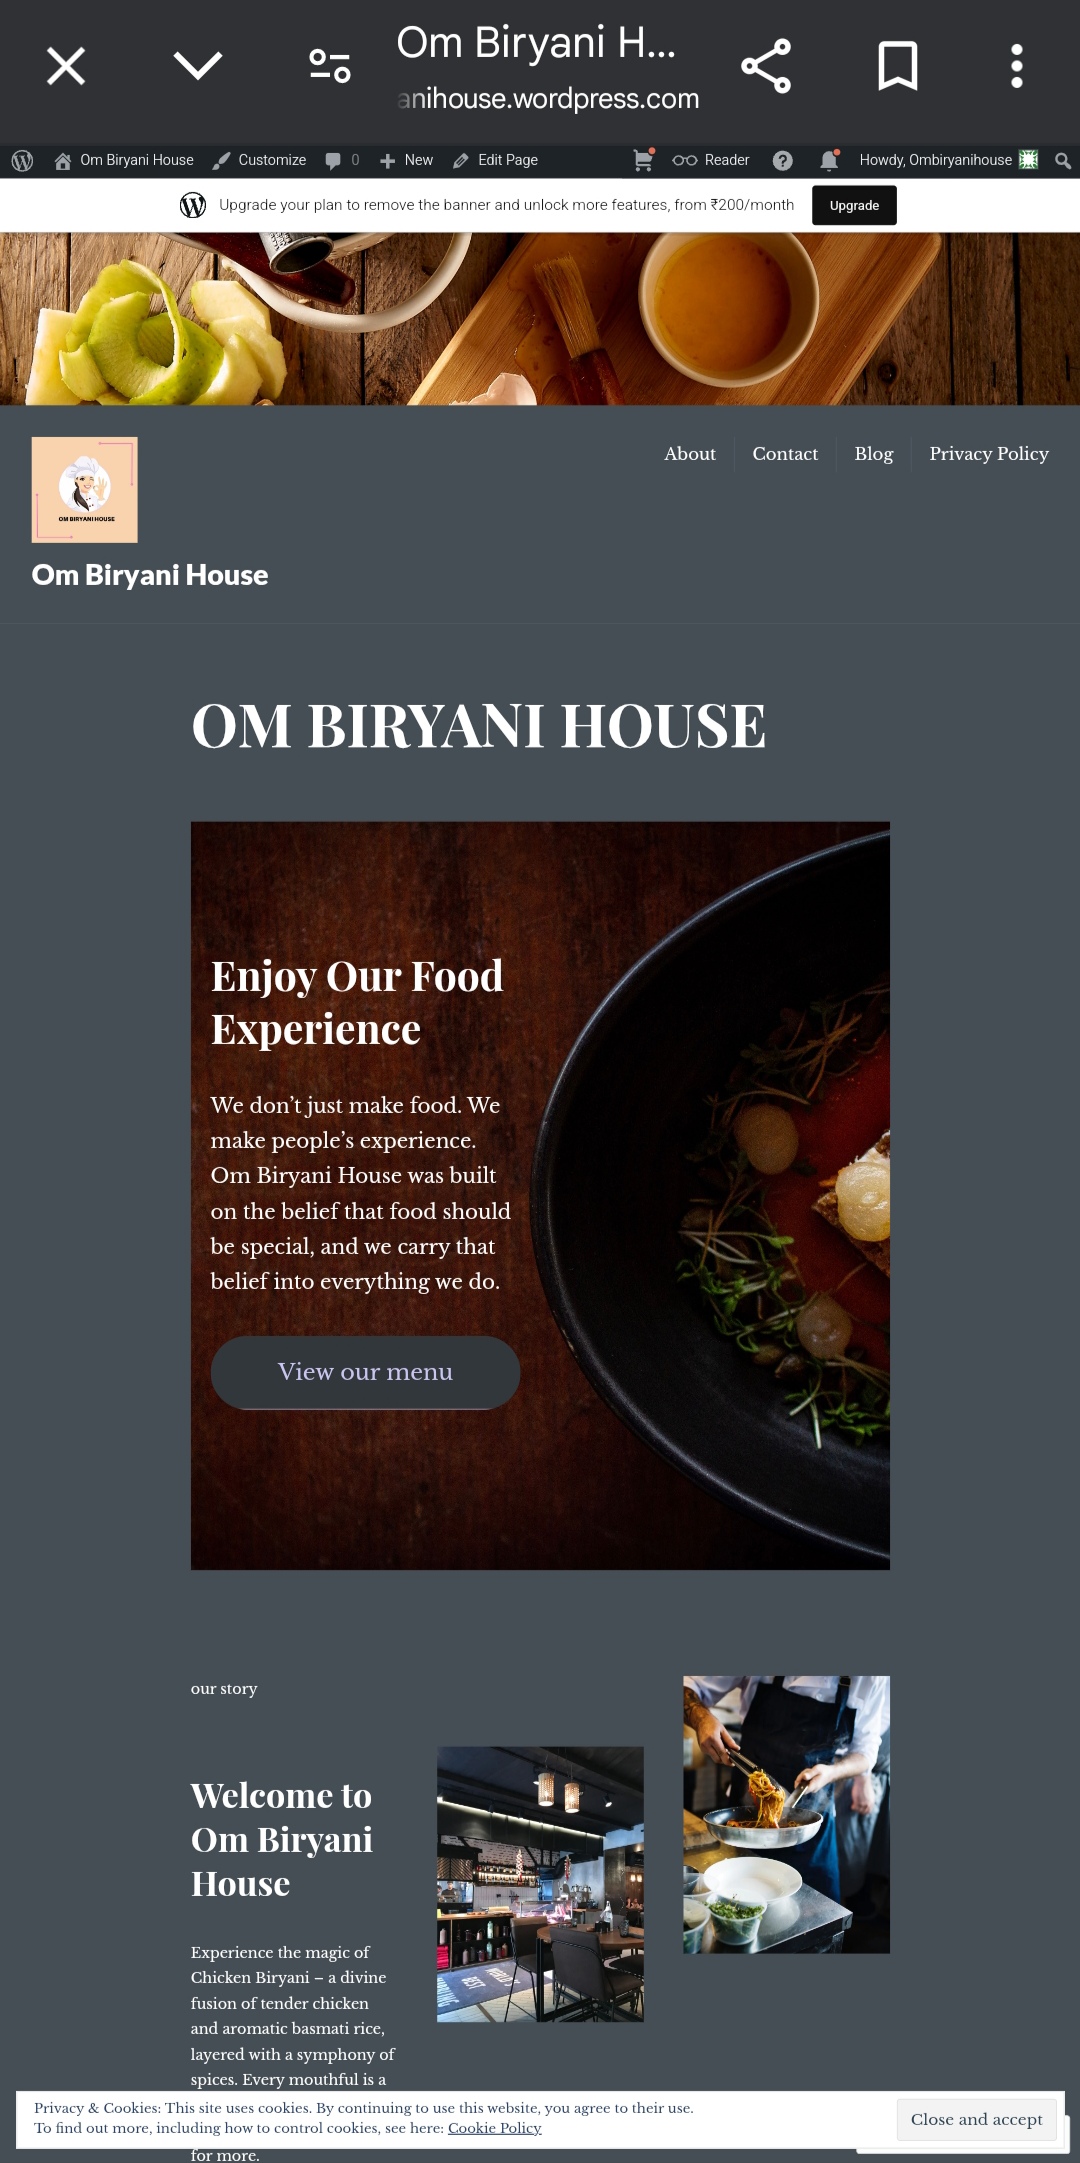 Om Biryani H...
anihouse.wordpress.com
Om Biryani House Customize 0 New Edit Page Reader Howdy, Ombiryanihouse
Upgrade your plan to remove the banner and unlock more features, from ₹200/month Upgrade
About Contact Blog Privacy Policy
OM BIRYANI HOUSE
Om Biryani House
OM BIRYANI HOUSE
Enjoy Our Food
Experience
We don’t just make food. We
make people’s experience.
Om Biryani House was built
on the belief that food should
be special, and we carry that
belief into everything we do.
View our menu
our story
Welcome to
Om Biryani
House
Experience the magic of
Chicken Biryani – a divine
fusion of tender chicken
and aromatic basmati rice,
layered with a symphony of
spices. Every mouthful is a
Privacy & Cookies: This site uses cookies. By continuing to use this website, you agree to their use.
To find out more, including how to control cookies, see here: Cookie Policy
Close and accept
for more.